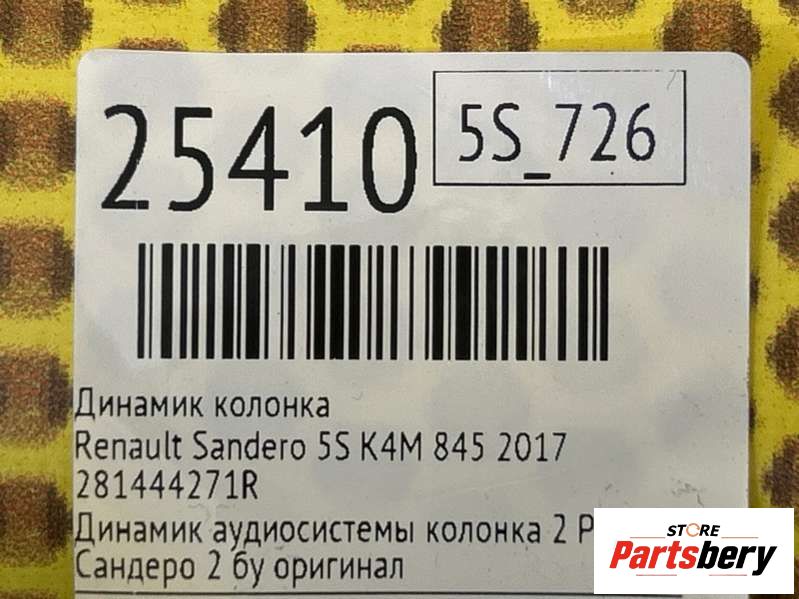 25410
5S_726
Динамик колонка
Renault Sandero 5S K4M 845 2017
281444271R
Динамик аудиосистемы колонка 2 Р
Сандеро 2 бу оригинал
STORE
Partsbery